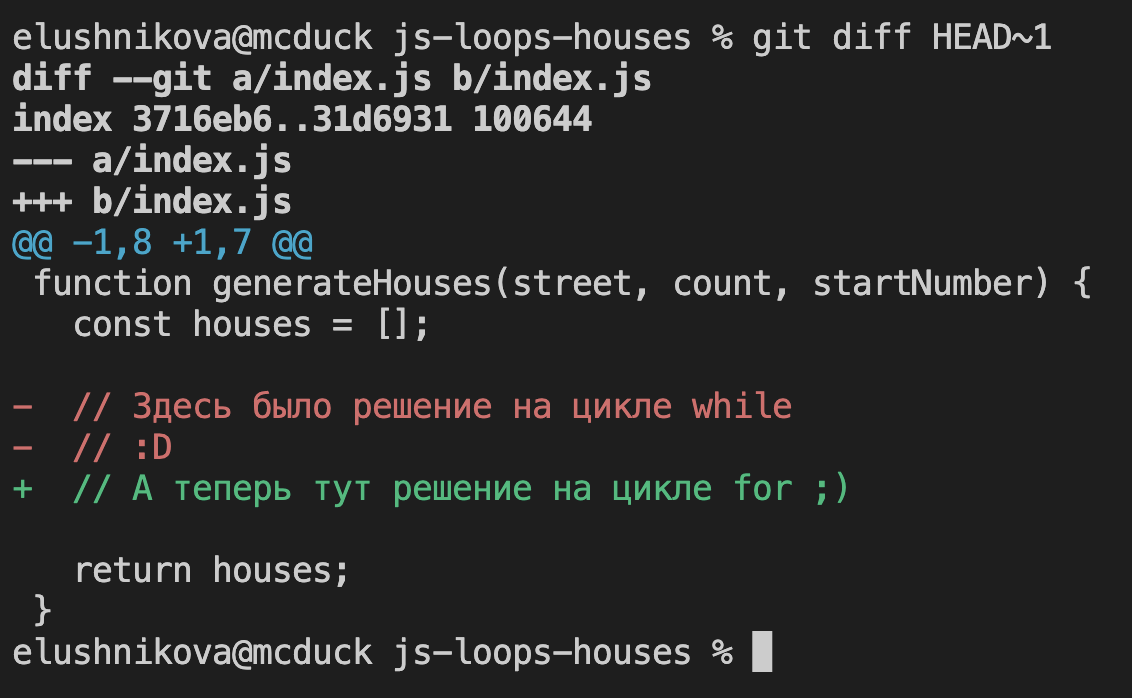 elushnikova@mcduck js-loops-houses % git diff HEAD~1
diff --git a/index.js b/index.js
index 3716eb6..31d6931 100644
--- a/index.js
+++ b/index.js
@@ -1,8 +1,7 @@
 function generateHouses(street, count, startNumber) {
   const houses = [];

-  // Здесь было решение на цикле while
-  // :D
+  // А теперь тут решение на цикле for ;)

   return houses;
 }
elushnikova@mcduck js-loops-houses %